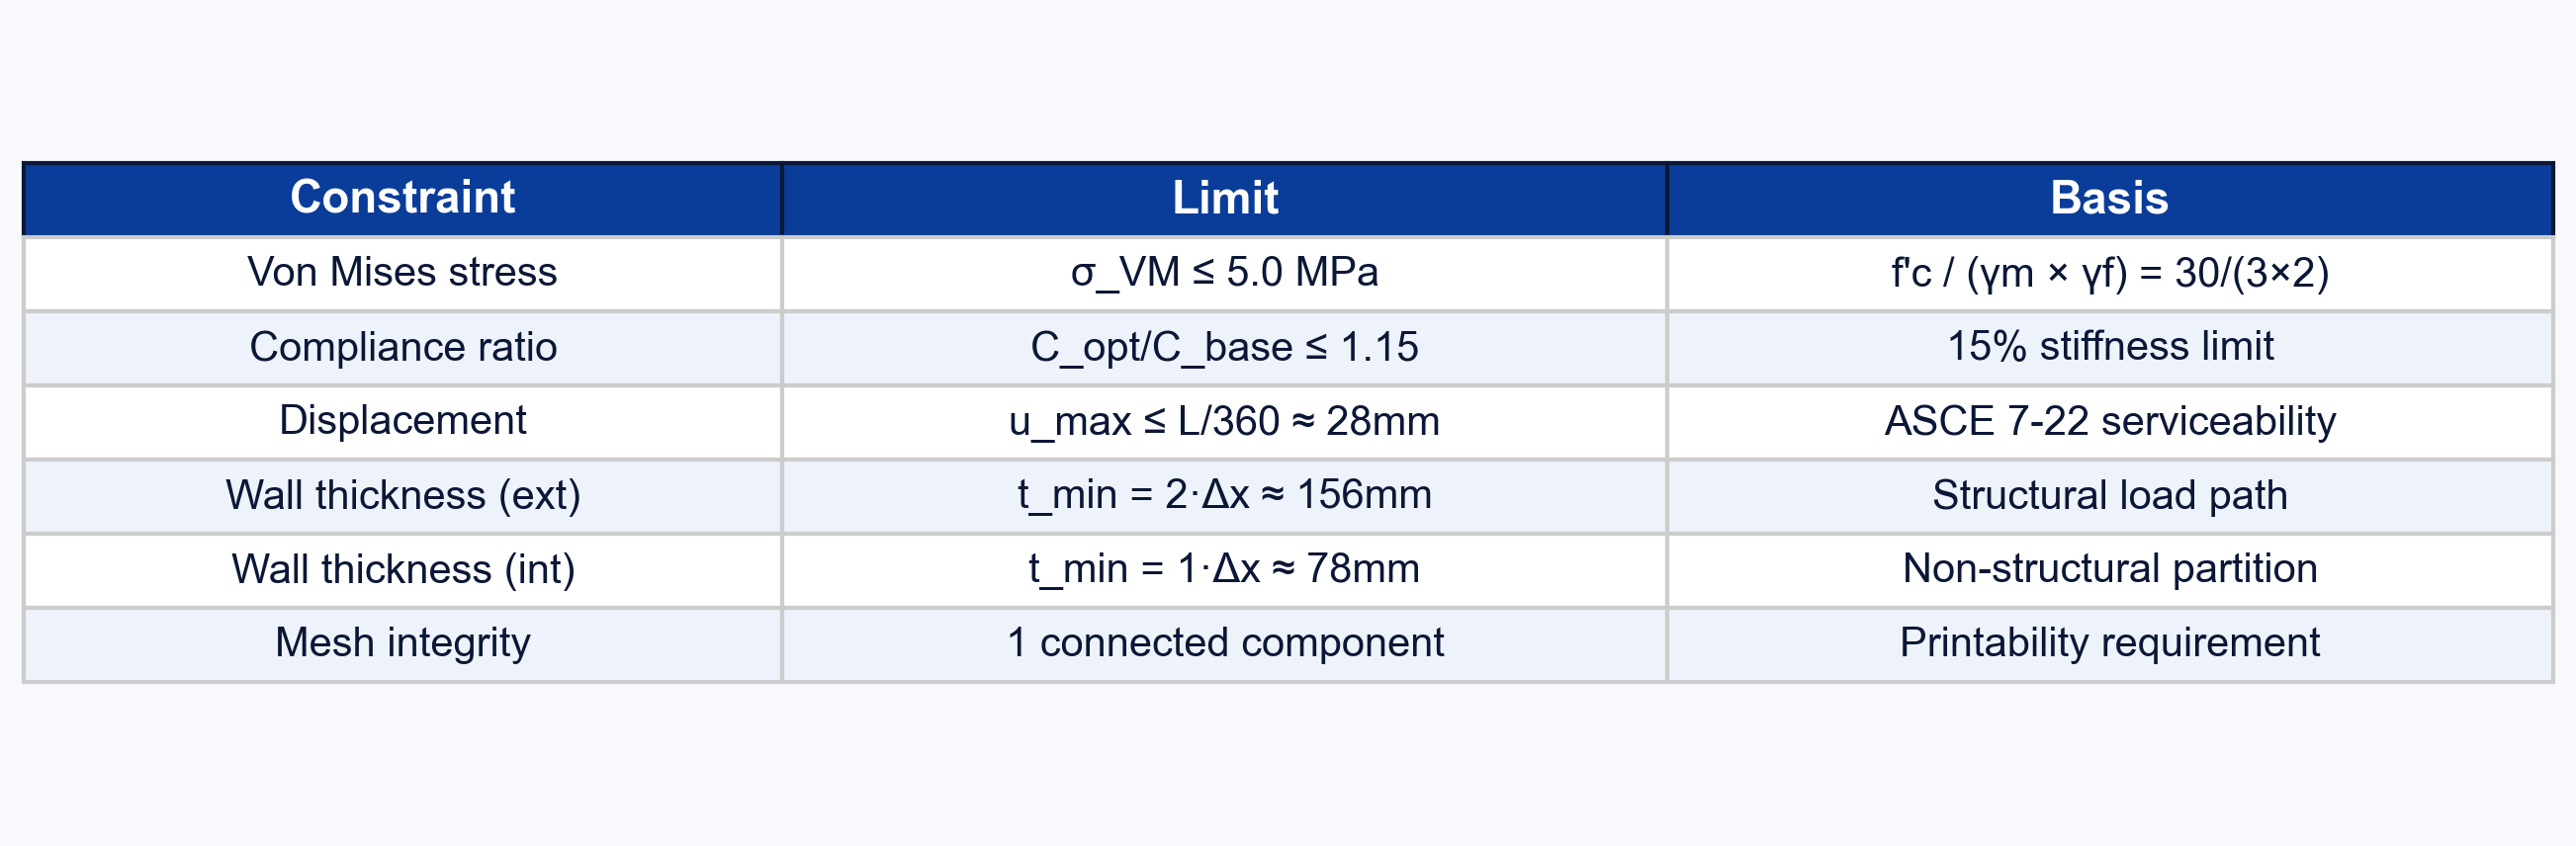 Constraint Limit Basis
Von Mises stress σ_VM ≤ 5.0 MPa f'c / (γm × γf) = 30/(3×2)
Compliance ratio C_opt/C_base ≤ 1.15 15% stiffness limit
Displacement u_max ≤ L/360 ≈ 28mm ASCE 7-22 serviceability
Wall thickness (ext) t_min = 2·Δx ≈ 156mm Structural load path
Wall thickness (int) t_min = 1·Δx ≈ 78mm Non-structural partition
Mesh integrity 1 connected component Printability requirement